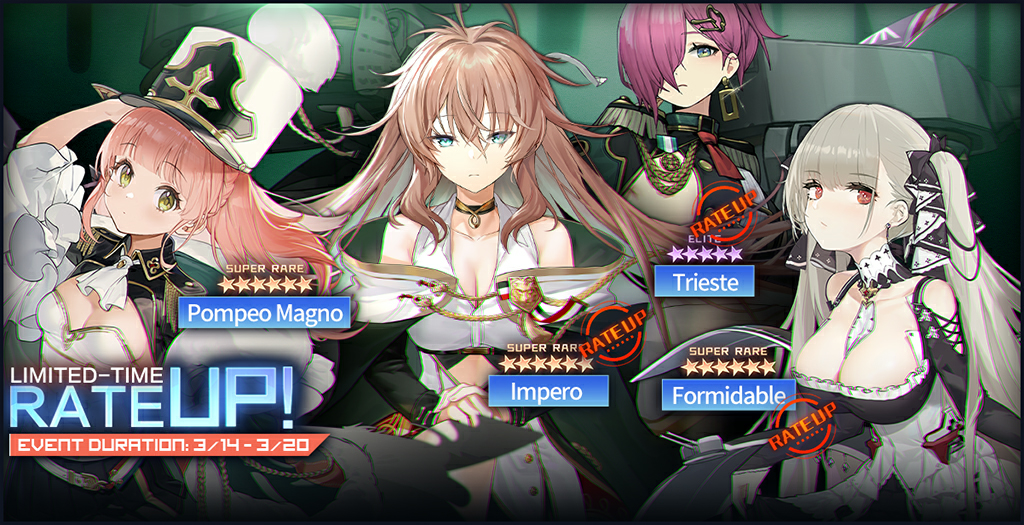 RATE UP
ELITE
Trieste
SUPER RARE
Pompeo Magno
RATE UP
SUPER RARE
Impero
SUPER RARE
Formidable
RATE UP
LIMITED-TIME
RATE UP!
EVENT DURATION: 3/14 - 3/20